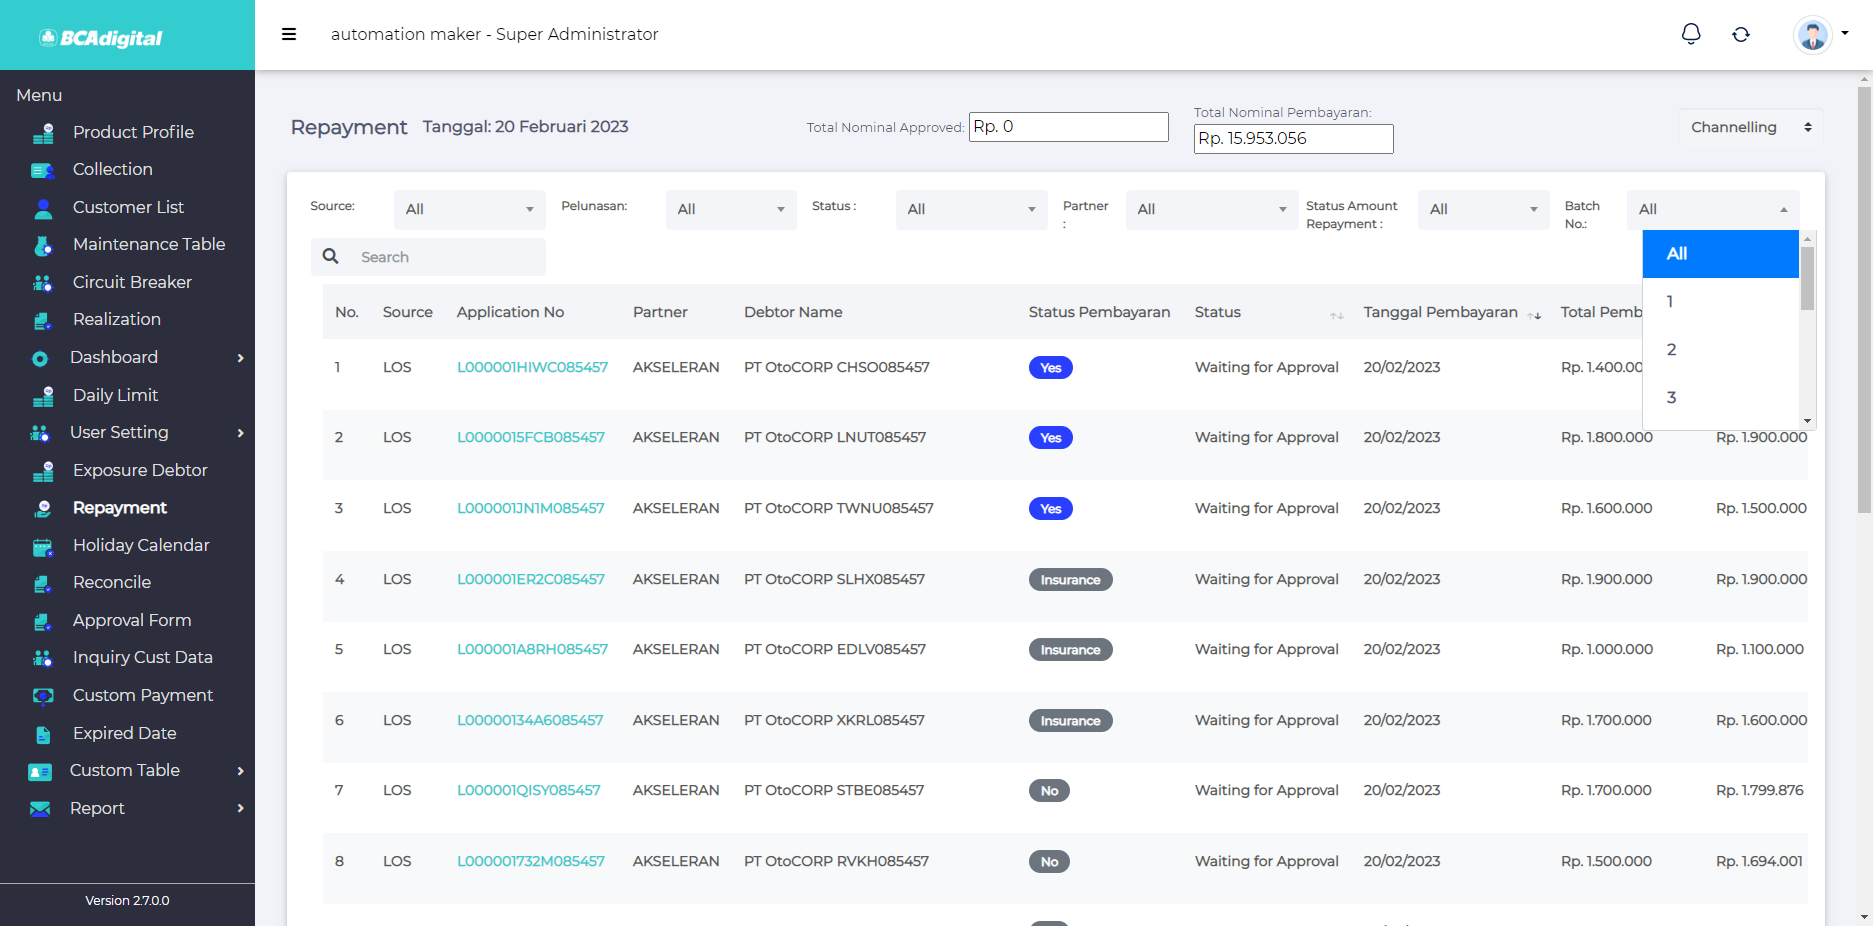 BCAdigital
automation maker - Super Administrator
Menu
Product Profile
Collection
Customer List
Maintenance Table
Circuit Breaker
Realization
Dashboard
Daily Limit
User Setting
Exposure Debtor
Repayment
Holiday Calendar
Reconcile
Approval Form
Inquiry Cust Data
Custom Payment
Expired Date
Custom Table
Report
Version 2.7.0.0
Repayment Tanggal: 20 Februari 2023
Total Nominal Approved: Rp. 0
Total Nominal Pembayaran:
Rp. 15.953.056
Channelling
Source: All
Pelunasan: All
Status : All
Partner : All
Status Amount Repayment : All
Batch No.: All
All
1
2
3
Search
No. Source Application No Partner Debtor Name Status Pembayaran Status Tanggal Pembayaran Total Pemb
1 LOS L000001HIWC085457 AKSELERAN PT OtoCORP CHSO085457 Yes Waiting for Approval 20/02/2023 Rp. 1.400.00
2 LOS L0000015FCB085457 AKSELERAN PT OtoCORP LNUT085457 Yes Waiting for Approval 20/02/2023 Rp. 1.800.000 Rp. 1.900.000
3 LOS L000001JN1M085457 AKSELERAN PT OtoCORP TWNU085457 Yes Waiting for Approval 20/02/2023 Rp. 1.600.000 Rp. 1.500.000
4 LOS L000001ER2C085457 AKSELERAN PT OtoCORP SLHX085457 Insurance Waiting for Approval 20/02/2023 Rp. 1.900.000 Rp. 1.900.000
5 LOS L000001A8RH085457 AKSELERAN PT OtoCORP EDLV085457 Insurance Waiting for Approval 20/02/2023 Rp. 1.000.000 Rp. 1.100.000
6 LOS L00000134A6085457 AKSELERAN PT OtoCORP XKRL085457 Insurance Waiting for Approval 20/02/2023 Rp. 1.700.000 Rp. 1.600.000
7 LOS L000001QISY085457 AKSELERAN PT OtoCORP STBE085457 No Waiting for Approval 20/02/2023 Rp. 1.700.000 Rp. 1.799.876
8 LOS L000001732M085457 AKSELERAN PT OtoCORP RVKH085457 No Waiting for Approval 20/02/2023 Rp. 1.500.000 Rp. 1.694.001